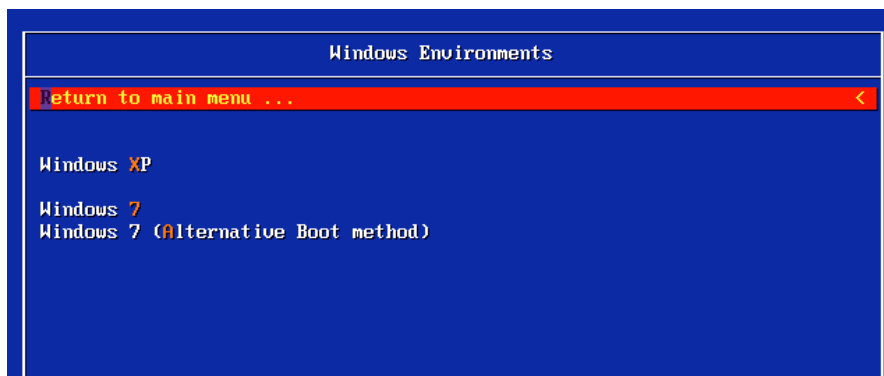 Windows Environments
Return to main menu ... <
Windows XP
Windows 7
Windows 7 (Alternative Boot method)